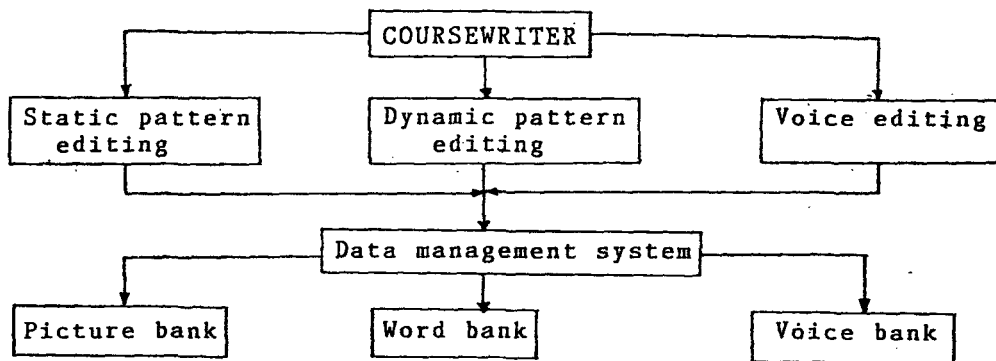 COURSEWRITER
Static pattern
editing
Dynamic pattern
editing
Voice editing
Data management system
Picture bank
Word bank
Voice bank